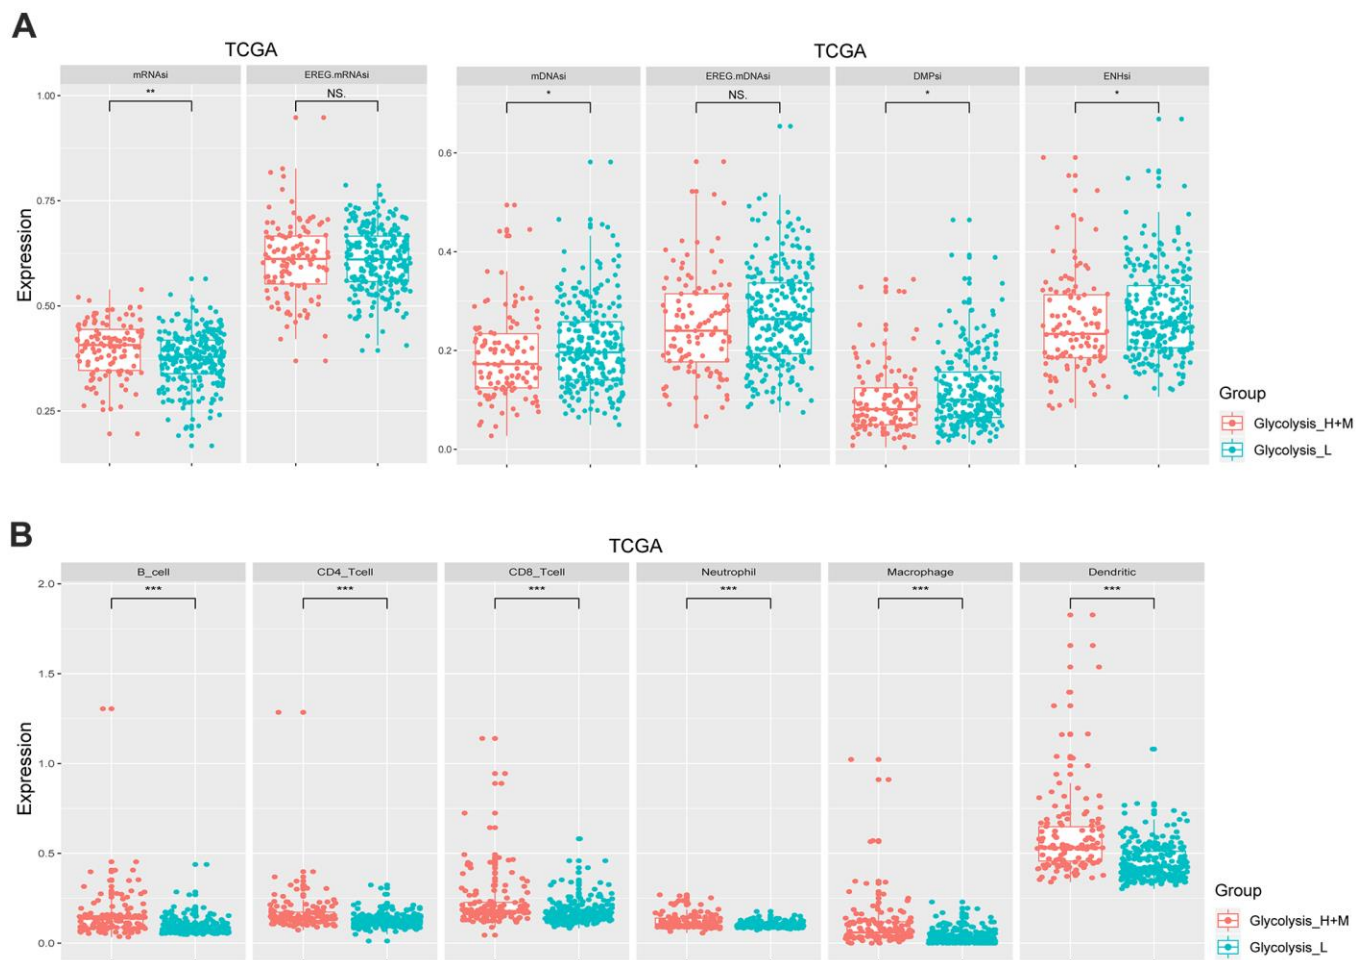 A
TCGA
TCGA
mRNAsi
EREG.mRNAsi
mDNAsi
EREG.mDNAsi
DMPsi
ENHsi
**
NS.
*
NS.
*
*
1.00
0.75
0.50
0.25
Expression
0.6
0.4
0.2
0.0
Group
Glycolysis_H+M
Glycolysis_L
B
TCGA
B_cell
CD4_Tcell
CD8_Tcell
Neutrophil
Macrophage
Dendritic
***
***
***
***
***
***
2.0
1.5
1.0
0.5
0.0
Expression
Group
Glycolysis_H+M
Glycolysis_L